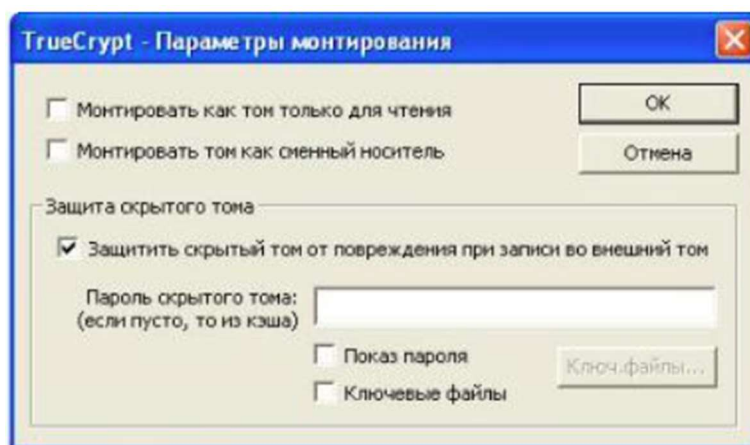 TrueCrypt - Параметры монтирования
Монтировать как том только для чтения
OK
Монтировать том как сменный носитель
Отмена
Защита скрытого тома
Защитить скрытый том от повреждения при записи во внешний том
Пароль скрытого тома:
(если пусто, то из кэша)
Показ пароля
Ключ.файлы...
Ключевые файлы